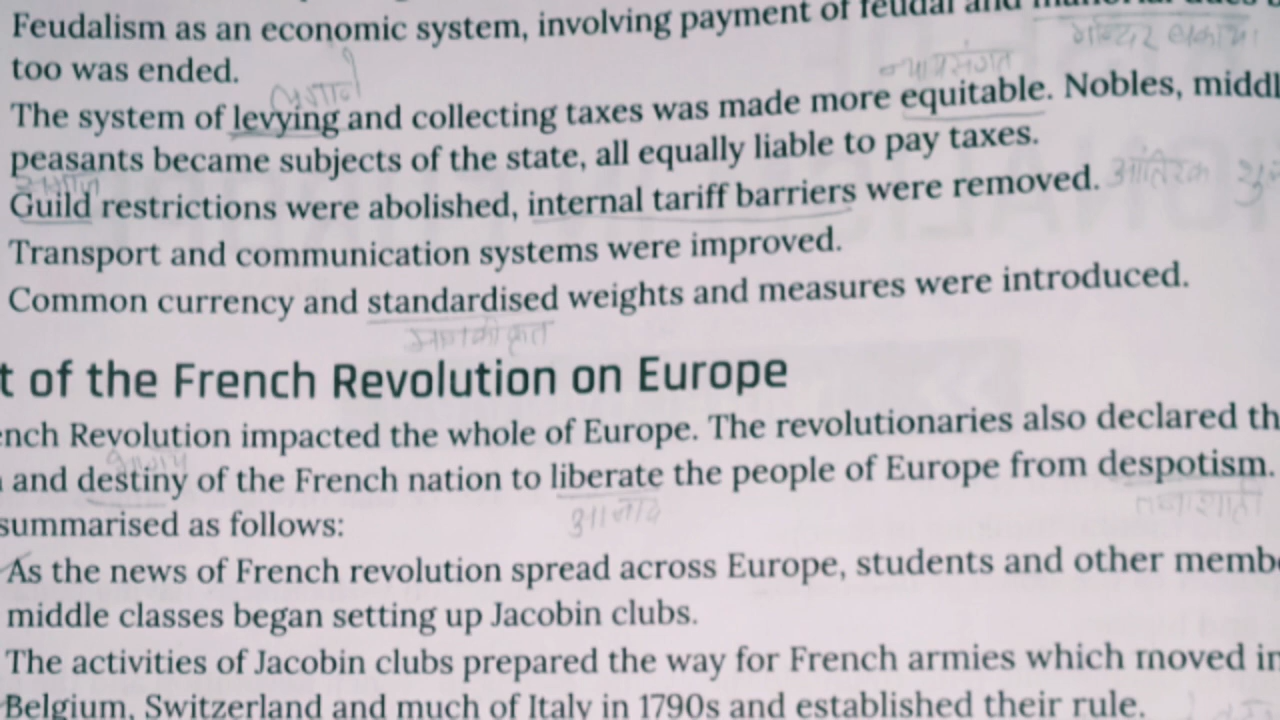 Feudalism as an economic system, involving payment of feudal and
too was ended.
न्यायसंगत
लगाने
The system of levying and collecting taxes was made more equitable. Nobles, middl
peasants became subjects of the state, all equally liable to pay taxes.
Guild restrictions were abolished, internal tariff barriers were removed. आंतरिक
Transport and communication systems were improved.
Common currency and standardised weights and measures were introduced.
मानकीकृत
t of the French Revolution on Europe
ench Revolution impacted the whole of Europe. The revolutionaries also declared th
भाग्य
and destiny of the French nation to liberate the people of Europe from despotism.
आजाद तानाशाही
summarised as follows:
As the news of French revolution spread across Europe, students and other memb
middle classes began setting up Jacobin clubs.
The activities of Jacobin clubs prepared the way for French armies which moved in
Belgium, Switzerland and much of Italy in 1790s and established their rule.